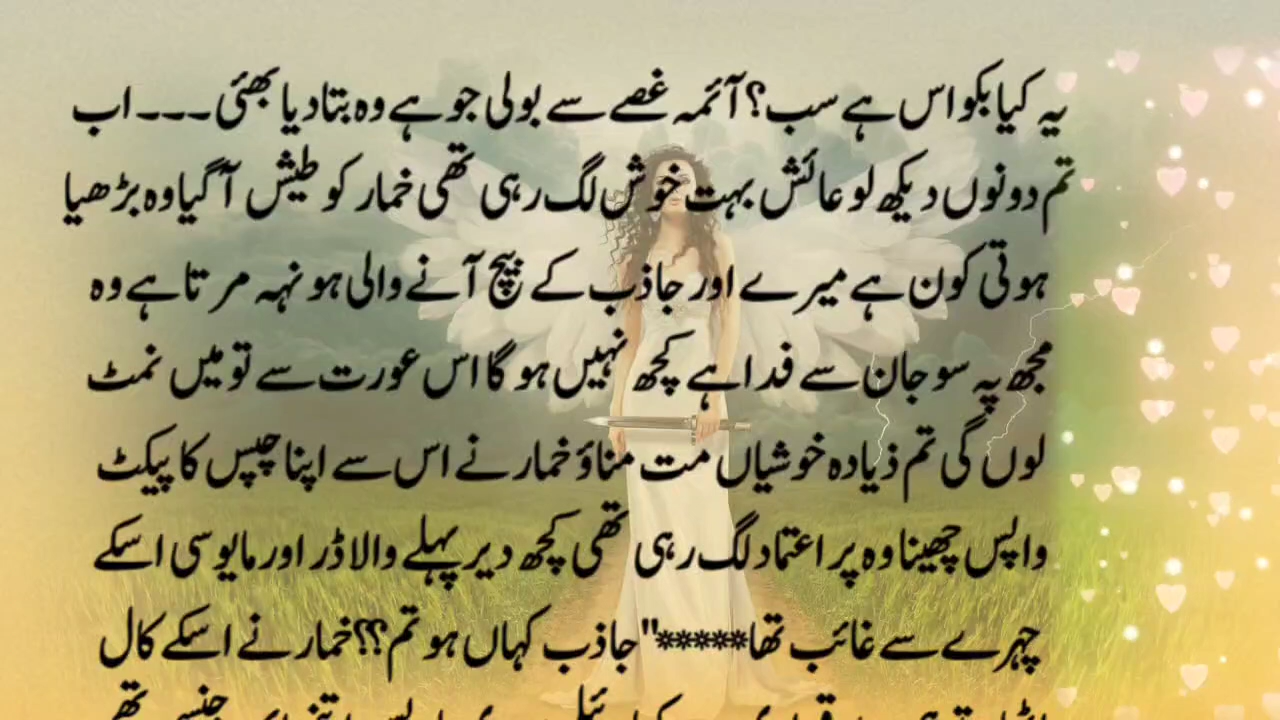 یہ کیا بکواس ہے سب؟ آئمہ غصے سے بولی جو ہے وہ بتا دیا بھئی۔۔۔ اب
تم دونوں دیکھ لو عائش بہت خوش لگ رہی تھی خمار کو طیش آگیا وہ بڑھیا
ہوتی کون ہے میرے اور جاذب کے بیچ آنے والی ہونہہ مرتا ہے وہ
مجھ پہ سو جان سے فدا ہے کچھ نہیں ہو گا اس عورت سے تو میں نمٹ
لوں گی تم ذیادہ خوشیاں مت مناؤ خمار نے اس سے اپنا چپس کا پیکٹ
واپس چھینا وہ پر اعتماد لگ رہی تھی کچھ دیر پہلے والا ڈر اور مایوسی اسکے
چہرے سے غائب تھا*****"جاذب کہاں ہو تم؟؟خمار نے اسکے کال